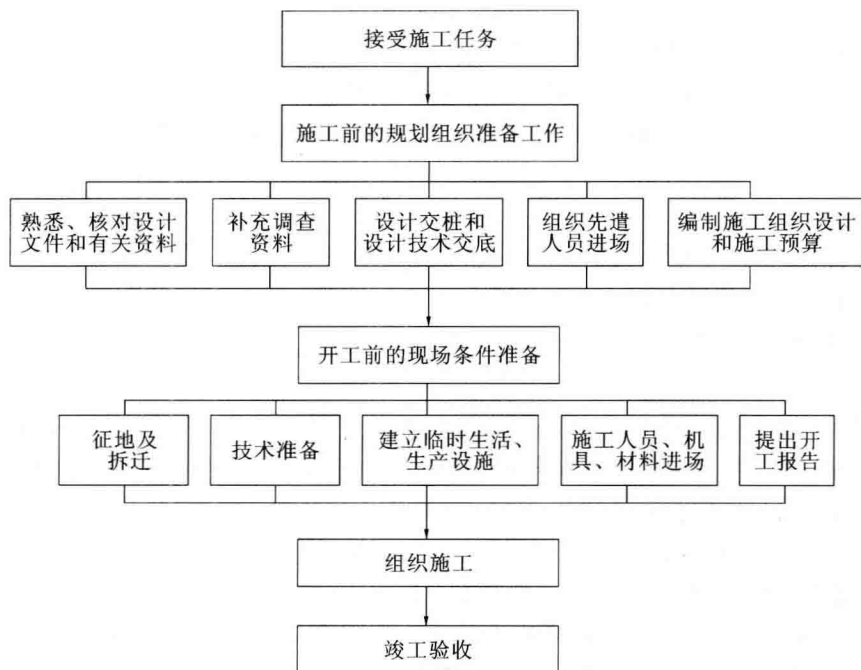 接受施工任务
施工前的规划组织准备工作
熟悉、核对设计
文件和有关资料
补充调查
资料
设计交桩和
设计技术交底
组织先遣
人员进场
编制施工组织设计
和施工预算
开工前的现场条件准备
征地及
拆迁
技术准备
建立临时生活、
生产设施
施工人员、机
具、材料进场
提出开
工报告
组织施工
竣工验收